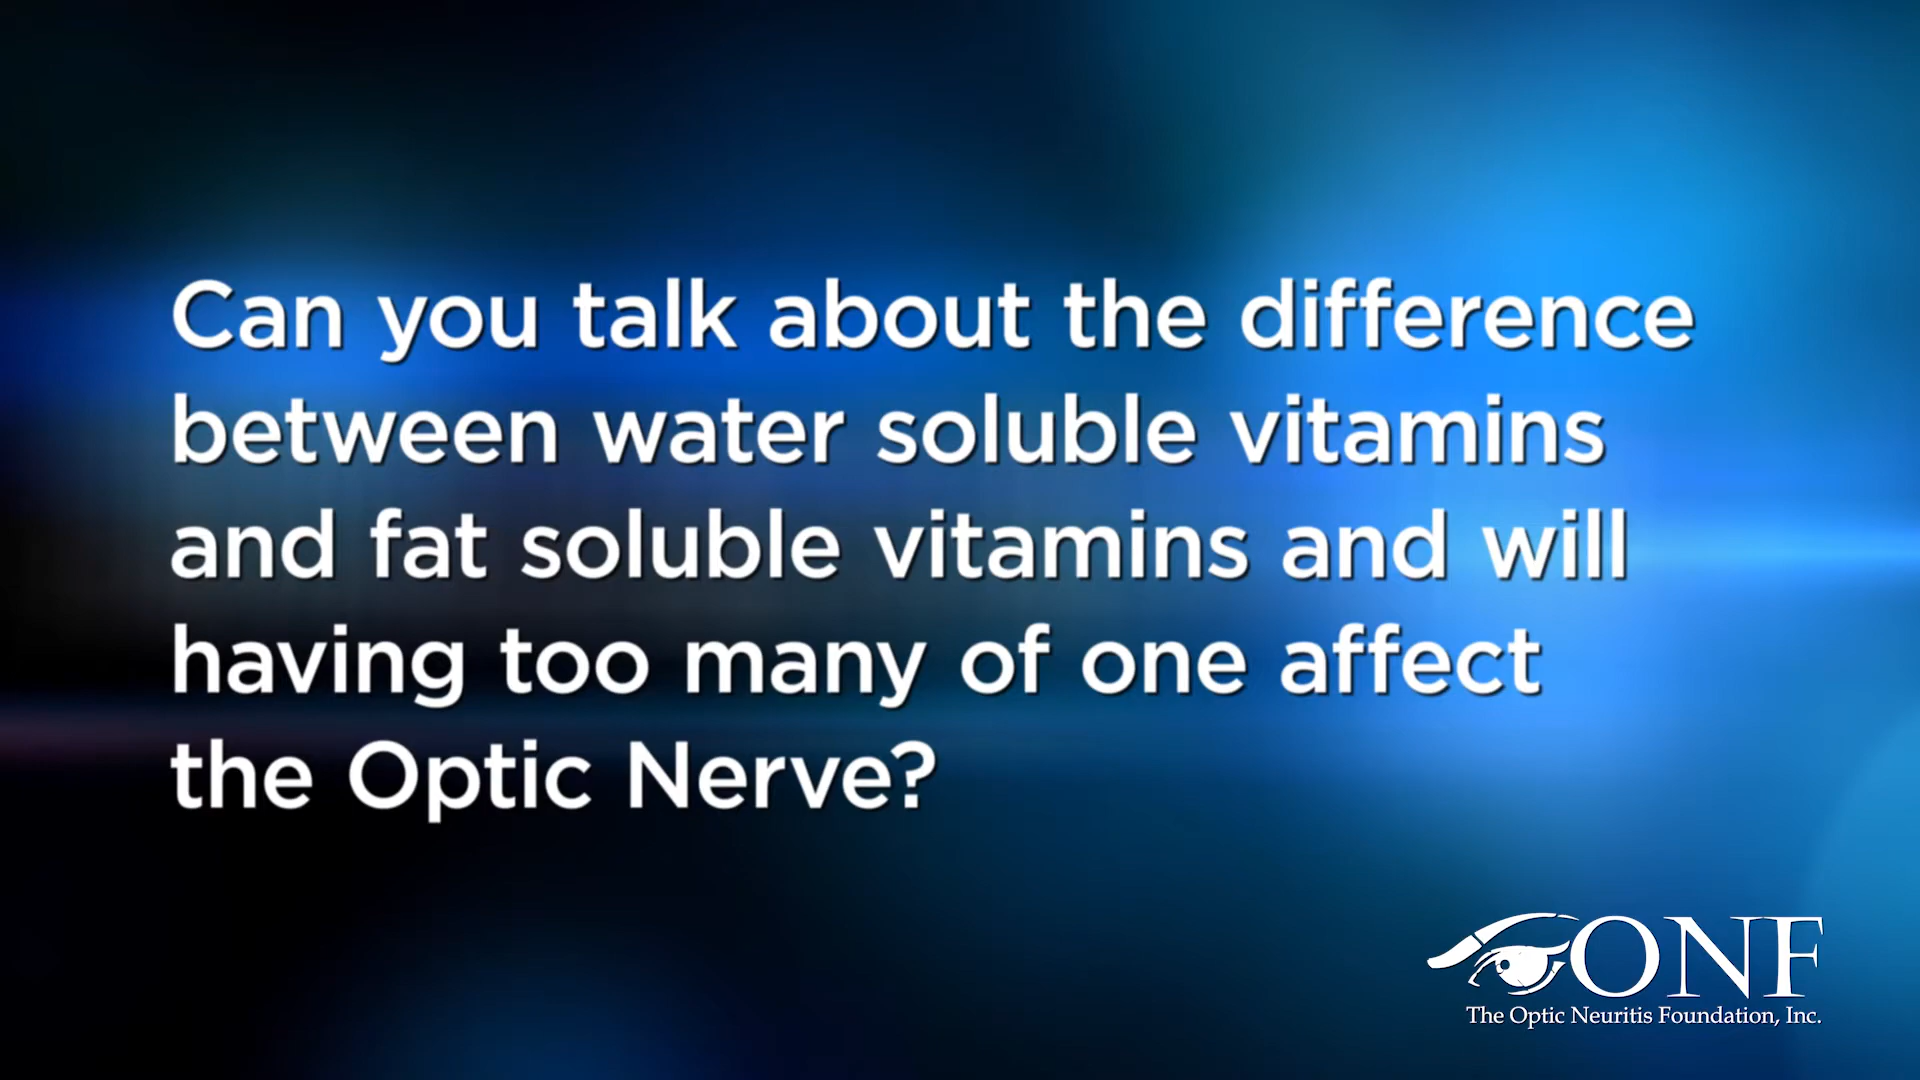 Can you talk about the difference
between water soluble vitamins
and fat soluble vitamins and will
having too many of one affect
the Optic Nerve?
ONF
The Optic Neuritis Foundation, Inc.